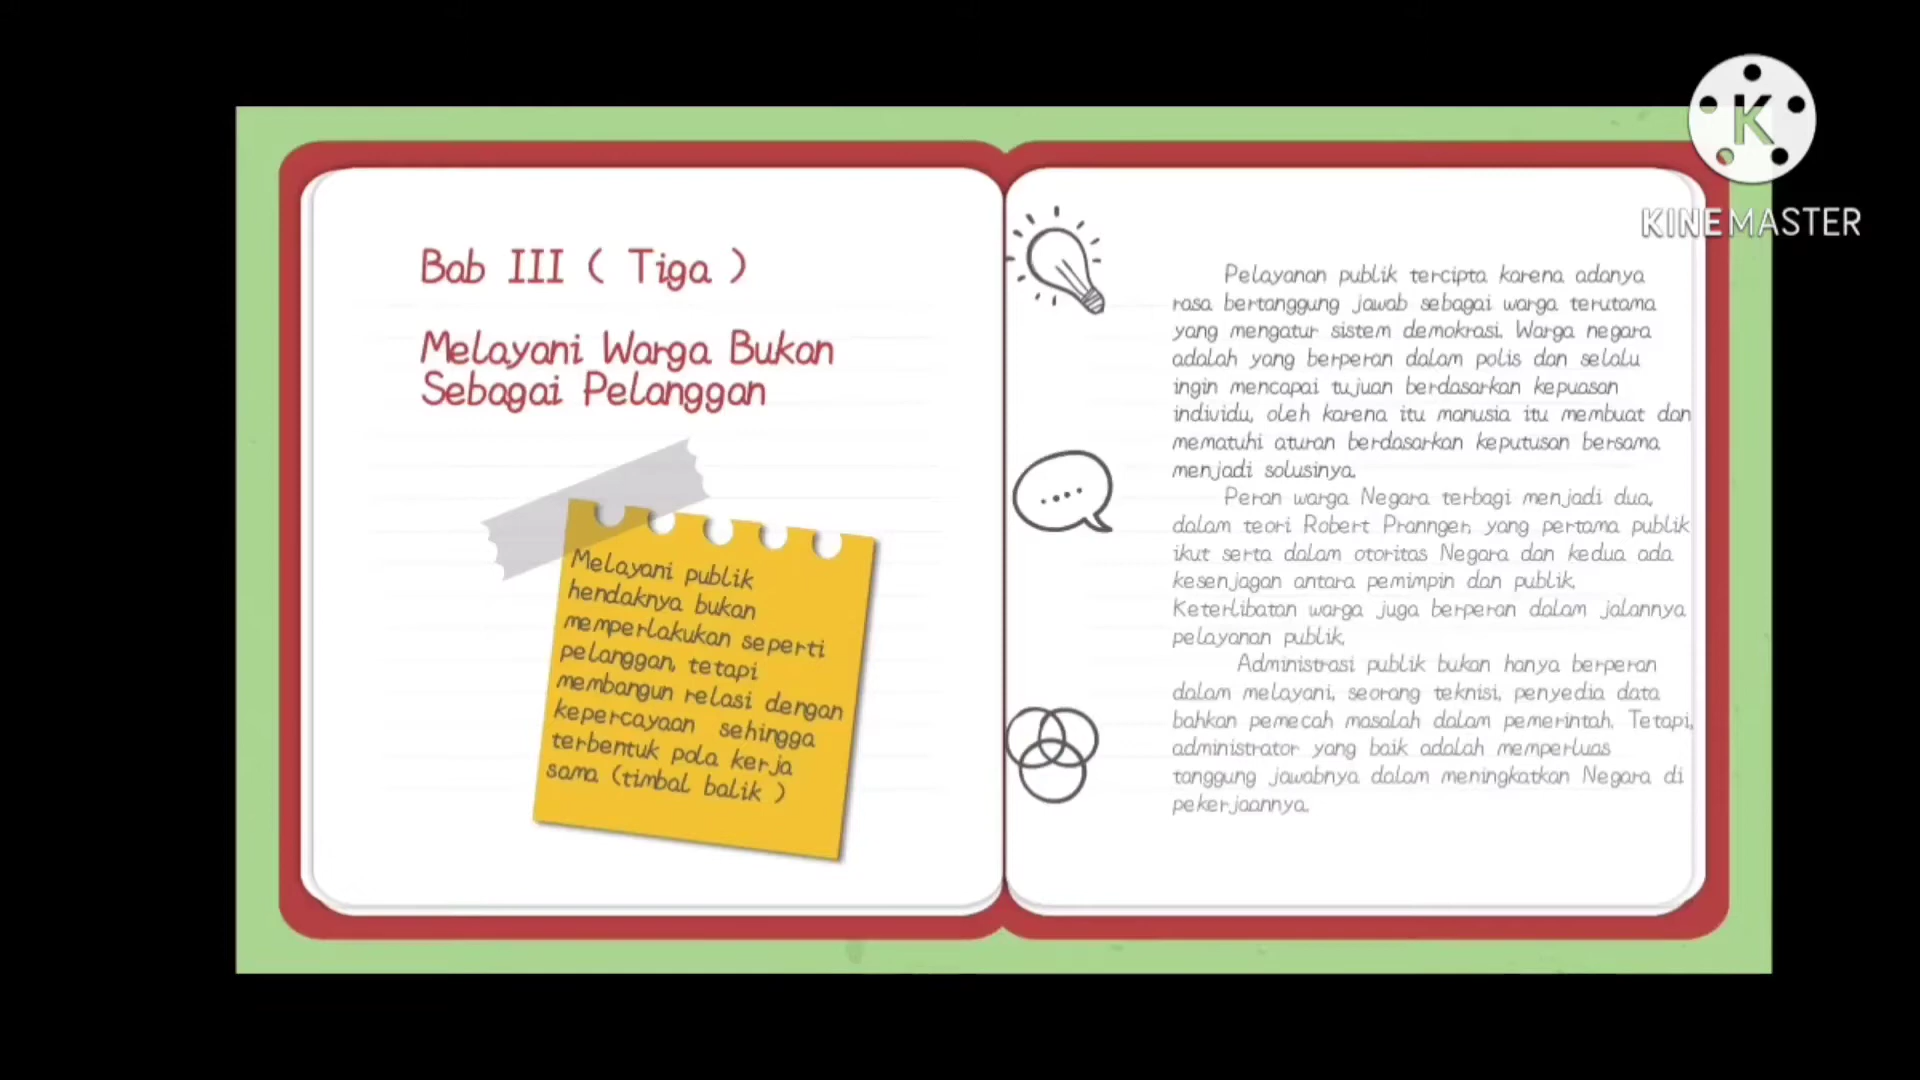 Bab III ( Tiga )
Melayani Warga Bukan
Sebagai Pelanggan
Melayani publik
hendaknya bukan
memperlakukan seperti
pelanggan, tetapi
membangun relasi dengan
kepercayaan sehingga
terbentuk pola kerja
sama (timbal balik )
K
KINEMASTER
Pelayanan publik tercipta karena adanya
rasa bertanggung jawab sebagai warga terutama
yang mengatur sistem demokrasi. Warga negara
adalah yang berperan dalam polis dan selalu
ingin mencapai tujuan berdasarkan kepuasan
individu, oleh karena itu manusia itu membuat dan
mematuhi aturan berdasarkan keputusan bersama
menjadi solusinya.
Peran warga Negara terbagi menjadi dua,
dalam teori Robert Prannger, yang pertama publik
ikut serta dalam otoritas Negara dan kedua ada
kesenjagan antara pemimpin dan publik.
Keterlibatan warga juga berperan dalam jalannya
pelayanan publik.
Administrasi publik bukan hanya berperan
dalam melayani, seorang teknisi, penyedia data
bahkan pemecah masalah dalam pemerintah. Tetapi,
administrator yang baik adalah memperluas
tanggung jawabnya dalam meningkatkan Negara di
pekerjaannya.